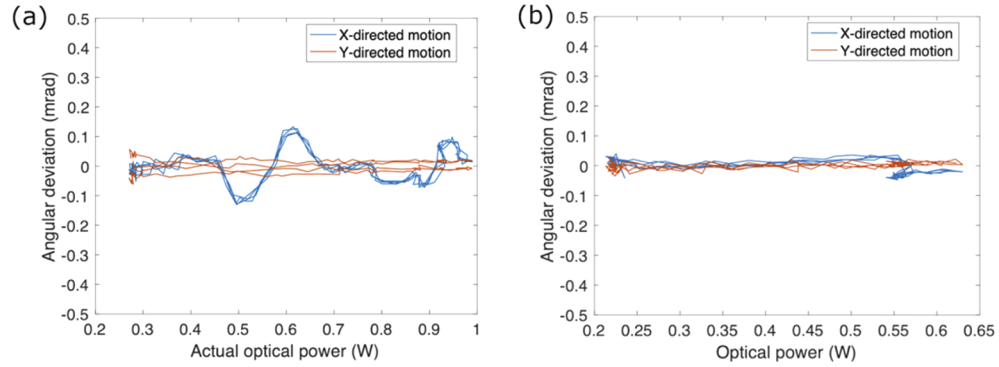 (a)
0.5
0.4
0.3
0.2
0.1
0
-0.1
-0.2
-0.3
-0.4
-0.5
Angular deviation (mrad)
X-directed motion
Y-directed motion
0.2 0.3 0.4 0.5 0.6 0.7 0.8 0.9 1
Actual optical power (W)
(b)
0.5
0.4
0.3
0.2
0.1
0
-0.1
-0.2
-0.3
-0.4
-0.5
Angular deviation (mrad)
X-directed motion
Y-directed motion
0.2 0.25 0.3 0.35 0.4 0.45 0.5 0.55 0.6 0.65
Optical power (W)